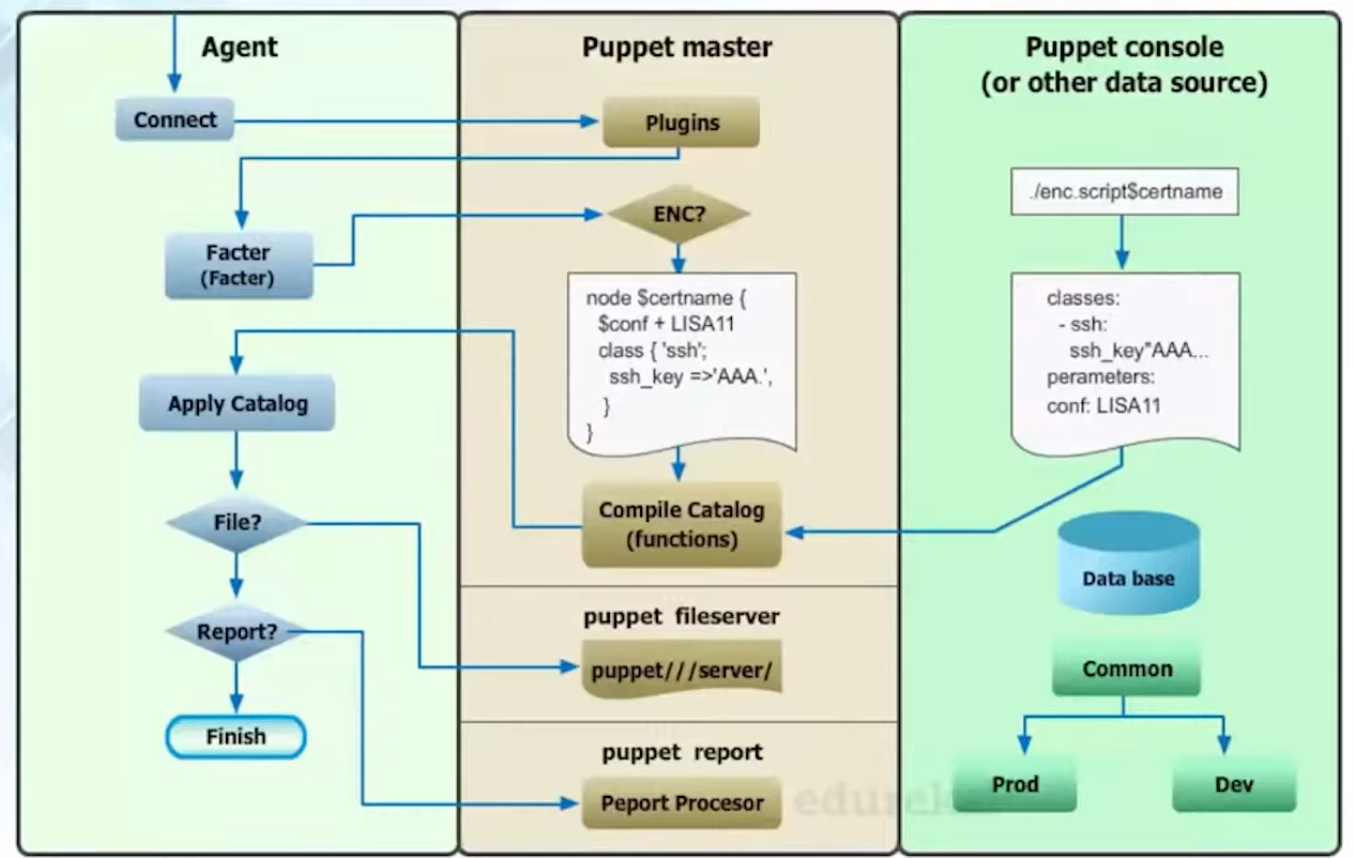 Agent
Connect
Facter
(Facter)
Apply Catalog
File?
Report?
Finish
Puppet master
Plugins
ENC?
node $certname {
$conf + LISA11
class { 'ssh';
ssh_key =>'AAA.',
}
}
Compile Catalog
(functions)
puppet fileserver
puppet///server/
puppet report
Peport Procesor
Puppet console
(or other data source)
./enc.script$certname
classes:
- ssh:
ssh_key"AAA...
perameters:
conf: LISA11
Data base
Common
Prod
Dev